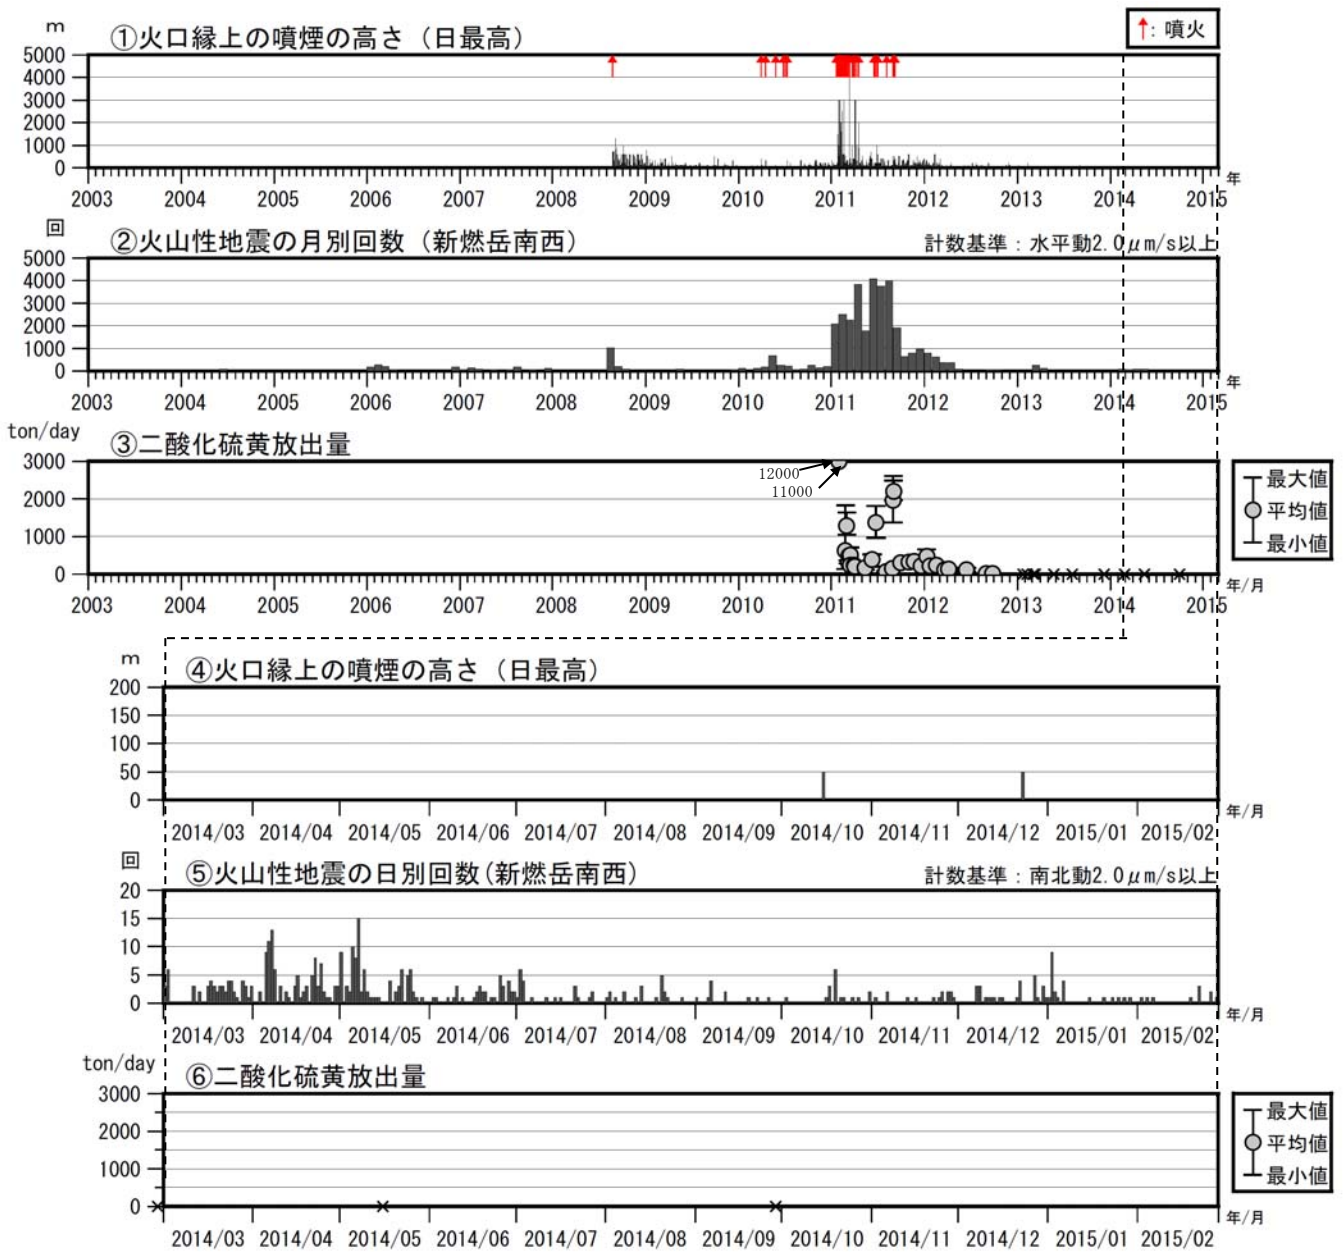 ↑: 噴火
m
①火口縁上の噴煙の高さ（日最高）
5000
4000
3000
2000
1000
0
2003 2004 2005 2006 2007 2008 2009 2010 2011 2012 2013 2014 2015
年
回
②火山性地震の月別回数（新燃岳南西）
計数基準：水平動2.0μm/s以上
5000
4000
3000
2000
1000
0
2003 2004 2005 2006 2007 2008 2009 2010 2011 2012 2013 2014 2015
年
ton/day
③二酸化硫黄放出量
3000
2000
1000
0
12000
11000
最大値
平均値
最小値
2003 2004 2005 2006 2007 2008 2009 2010 2011 2012 2013 2014 2015
年/月
m
④火口縁上の噴煙の高さ（日最高）
200
150
100
50
0
2014/03 2014/04 2014/05 2014/06 2014/07 2014/08 2014/09 2014/10 2014/11 2014/12 2015/01 2015/02
年/月
回
⑤火山性地震の日別回数(新燃岳南西)
計数基準：南北動2.0μm/s以上
20
15
10
5
0
2014/03 2014/04 2014/05 2014/06 2014/07 2014/08 2014/09 2014/10 2014/11 2014/12 2015/01 2015/02
年/月
ton/day
⑥二酸化硫黄放出量
3000
2000
1000
0
最大値
平均値
最小値
2014/03 2014/04 2014/05 2014/06 2014/07 2014/08 2014/09 2014/10 2014/11 2014/12 2015/01 2015/02
年/月